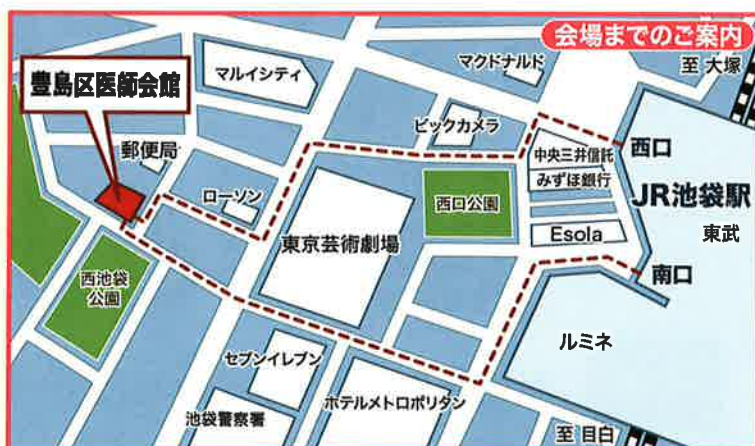 会場までのご案内
至 大塚
マクドナルド
マルイシティ
豊島区医師会館
ビックカメラ
郵便局
中央三井信託
西口
みずほ銀行
ローソン
西口公園
JR池袋駅
東武
Esola
東京芸術劇場
南口
西池袋
公園
ルミネ
セブンイレブン
ホテルメトロポリタン
池袋警察署
至 目白